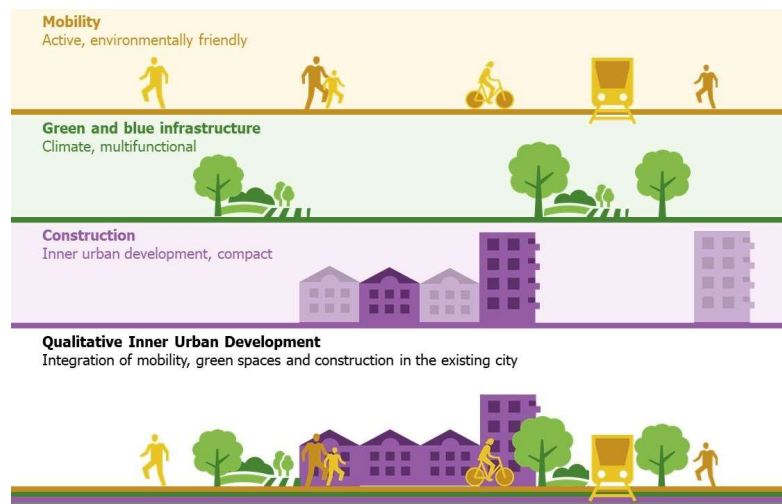 Mobility
Active, environmentally friendly
Green and blue infrastructure
Climate, multifunctional
Construction
Inner urban development, compact
Qualitative Inner Urban Development
Integration of mobility, green spaces and construction in the existing city